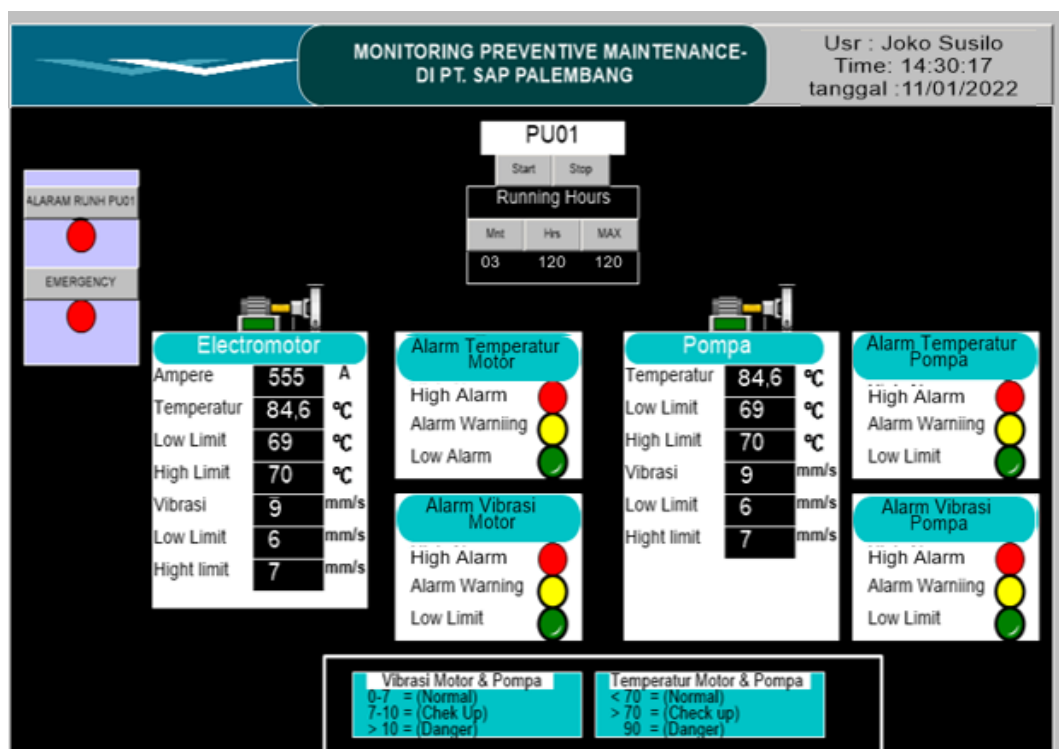 MONITORING PREVENTIVE MAINTENANCE-
DI PT. SAP PALEMBANG
Usr : Joko Susilo
Time: 14:30:17
tanggal :11/01/2022
PU01
Start Stop
Running Hours
Mnt Hrs MAX
03 120 120
ALARAM RUNH PU01
EMERGENCY
Electromotor
Ampere 555 A
Temperatur 84,6 °C
Low Limit 69 °C
High Limit 70 °C
Vibrasi 9 mm/s
Low Limit 6 mm/s
Hight limit 7 mm/s
Alarm Temperatur
Motor
High Alarm
Alarm Warniing
Low Alarm
Alarm Vibrasi
Motor
High Alarm
Alarm Warning
Low Limit
Pompa
Temperatur 84,6 °C
Low Limit 69 °C
High Limit 70 °C
Vibrasi 9 mm/s
Low Limit 6 mm/s
Hight limit 7 mm/s
Alarm Temperatur
Pompa
High Alarm
Alarm Warniing
Low Limit
Alarm Vibrasi
Pompa
High Alarm
Alarm Warniing
Low Limit
Vibrasi Motor & Pompa
0-7 = (Normal)
7-10 = (Chek Up)
> 10 = (Danger)
Temperatur Motor & Pompa
< 70 = (Normal)
> 70 = (Check up)
90 = (Danger)